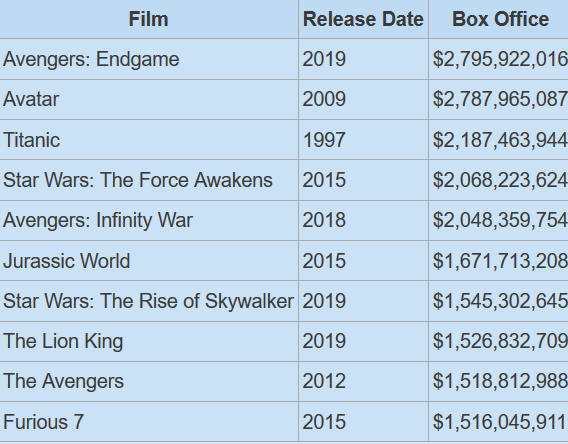 Film Release Date Box Office
Avengers: Endgame 2019 $2,795,922,016
Avatar 2009 $2,787,965,087
Titanic 1997 $2,187,463,944
Star Wars: The Force Awakens 2015 $2,068,223,624
Avengers: Infinity War 2018 $2,048,359,754
Jurassic World 2015 $1,671,713,208
Star Wars: The Rise of Skywalker 2019 $1,545,302,645
The Lion King 2019 $1,526,832,709
The Avengers 2012 $1,518,812,988
Furious 7 2015 $1,516,045,911